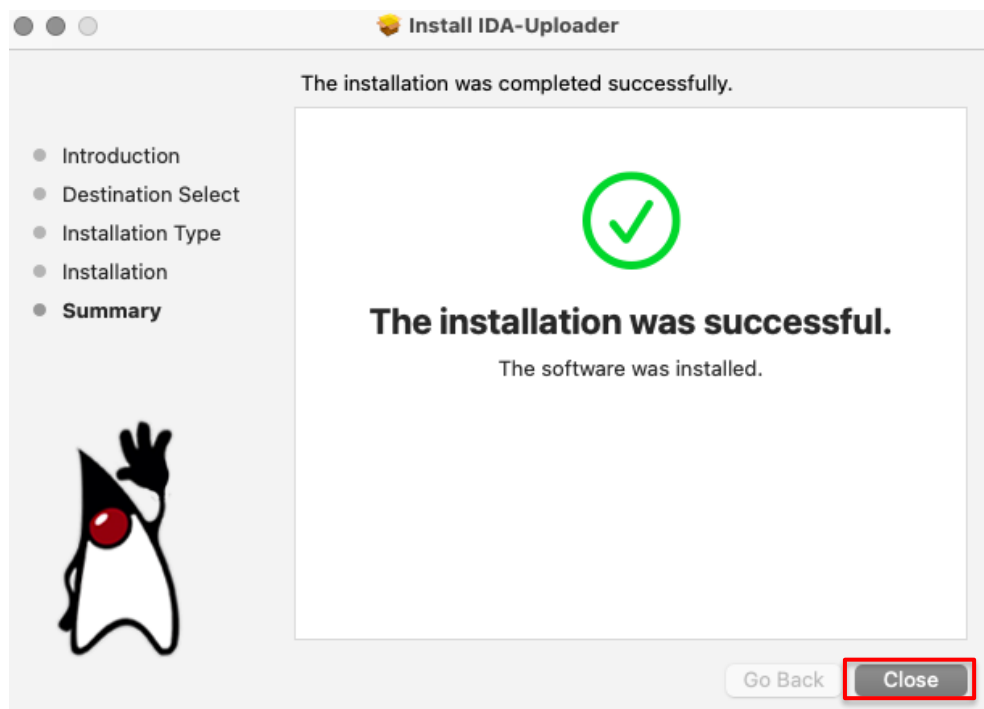 Install IDA-Uploader
The installation was completed successfully.
Introduction
Destination Select
Installation Type
Installation
Summary
The installation was successful.
The software was installed.
Go Back
Close